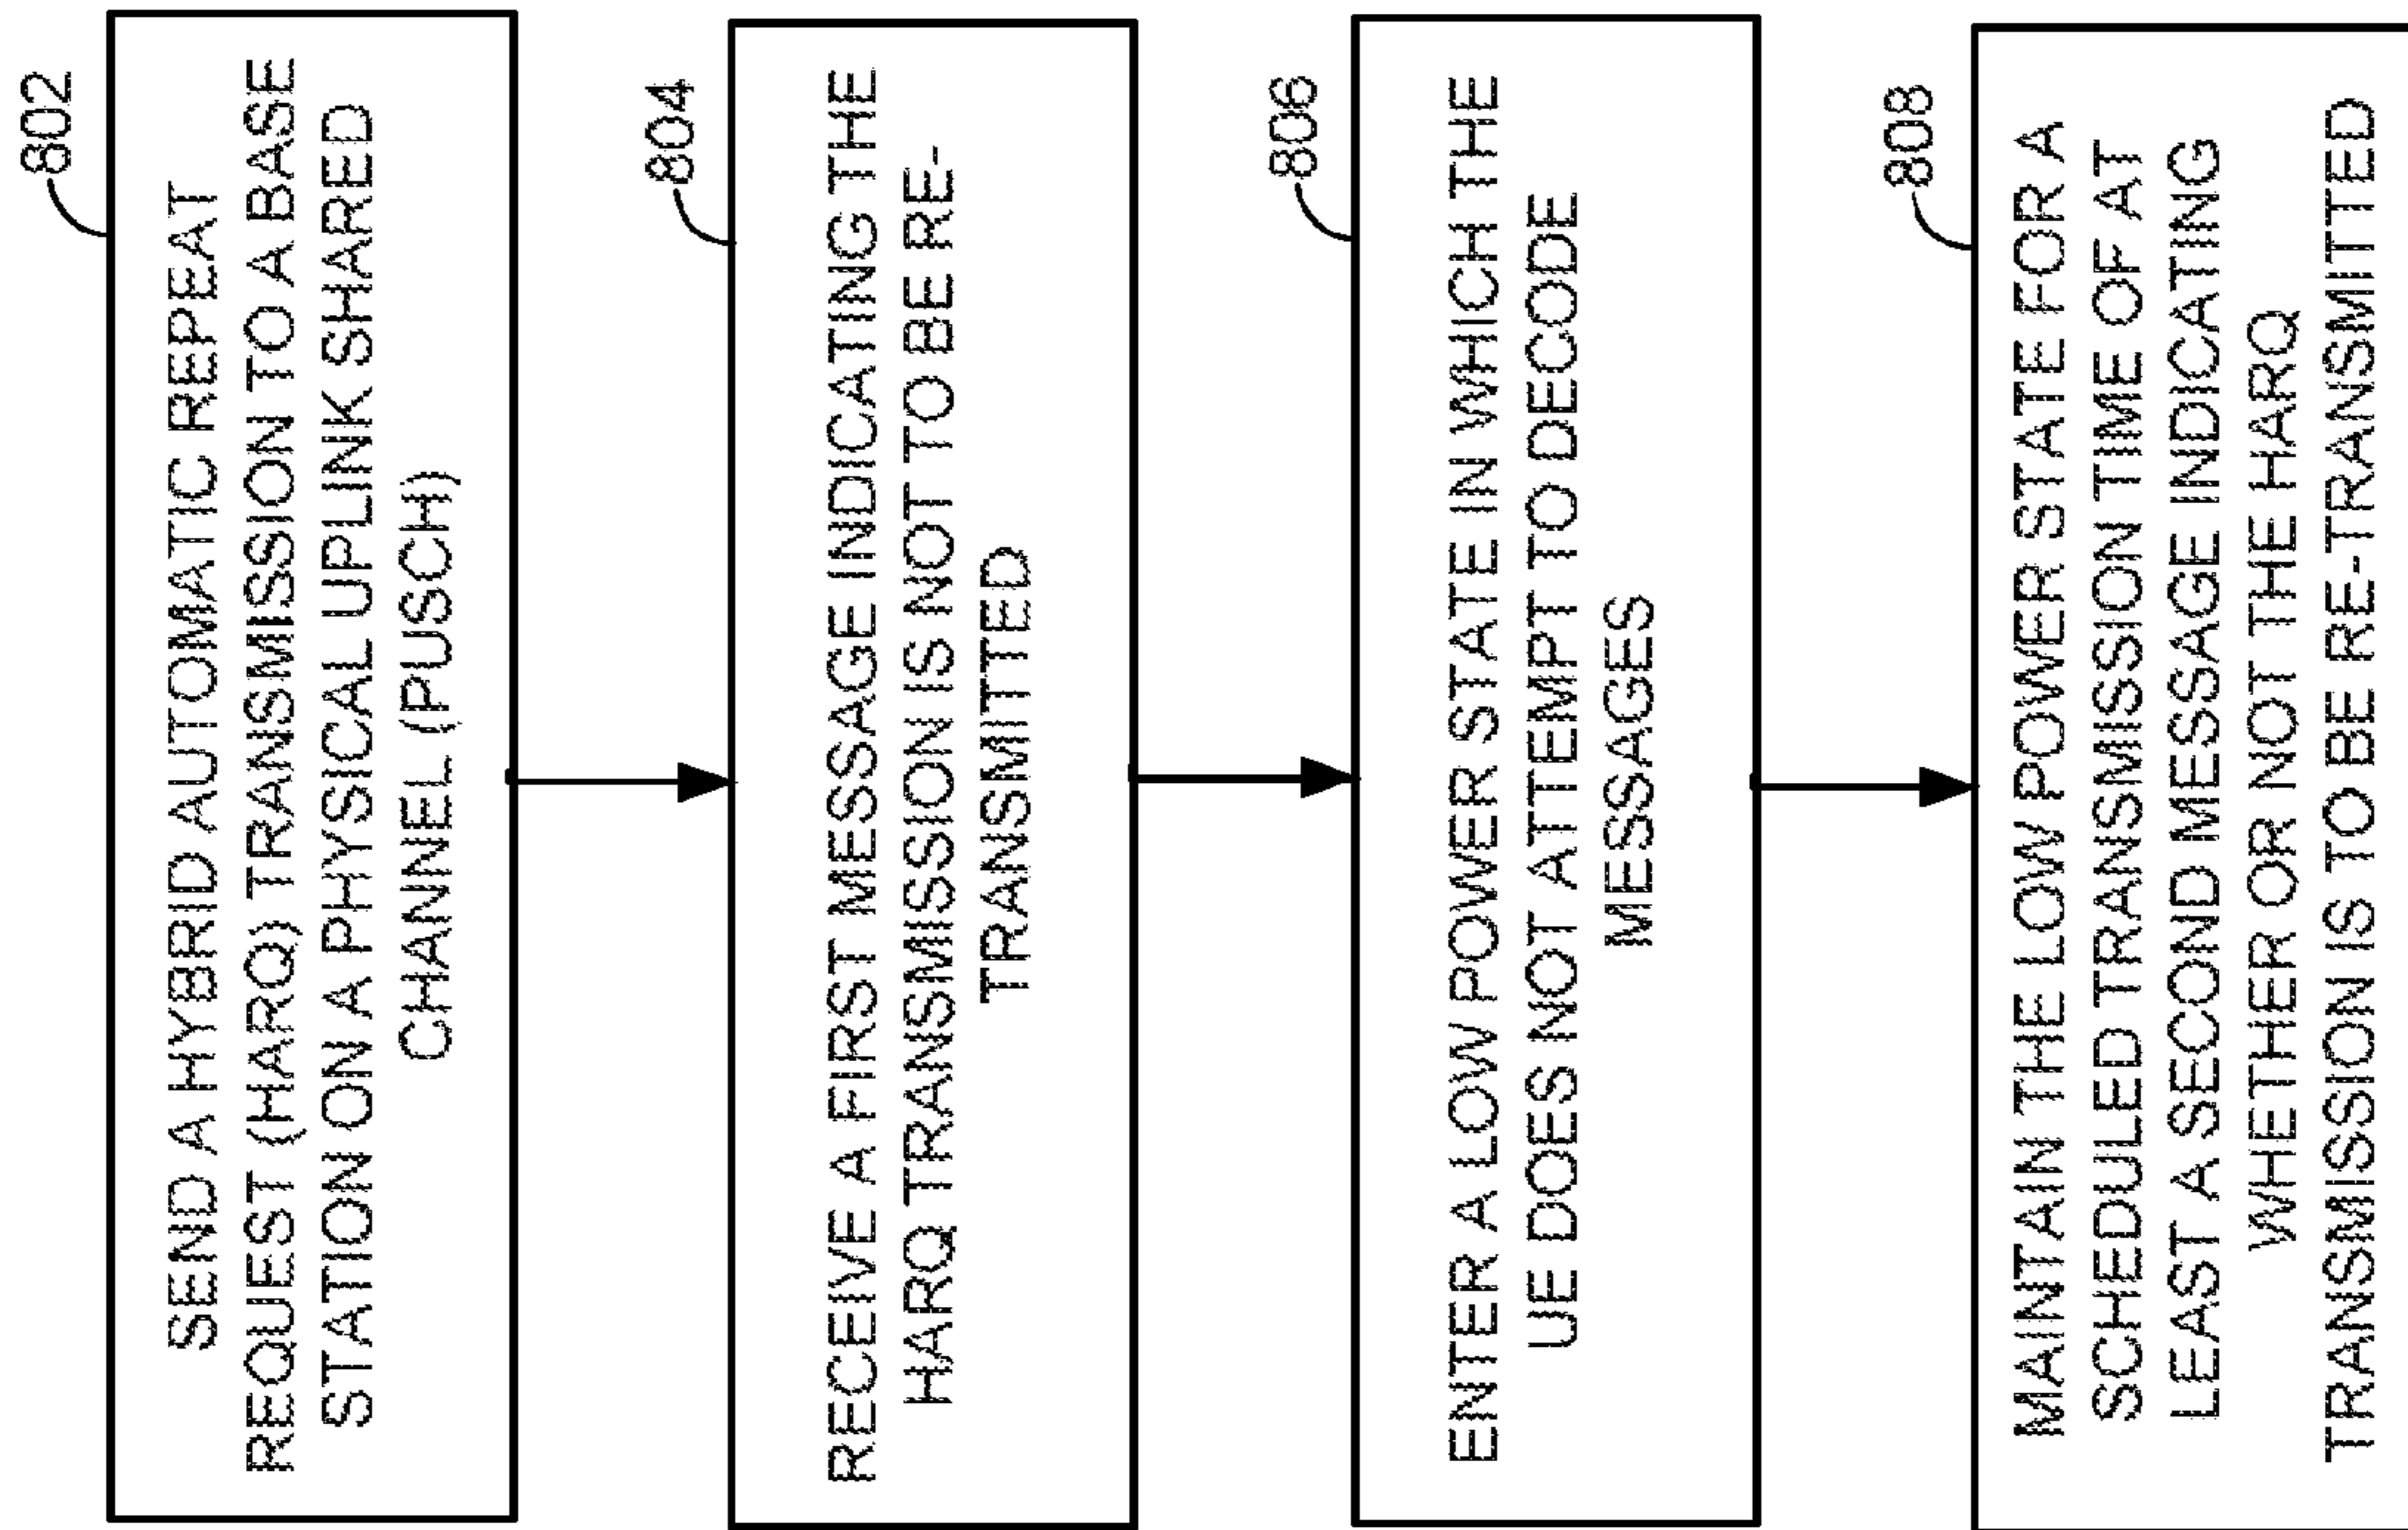 802
SEND A HYBRID AUTOMATIC REPEAT
REQUEST (HARQ) TRANSMISSION TO A BASE
STATION ON A PHYSICAL UPLINK SHARED
CHANNEL (PUSCH)
804
RECEIVE A FIRST MESSAGE INDICATING THE
HARQ TRANSMISSION IS NOT TO BE RE-
TRANSMITTED
806
ENTER A LOW POWER STATE IN WHICH THE
UE DOES NOT ATTEMPT TO DECODE
MESSAGES
808
MAINTAIN THE LOW POWER STATE FOR A
SCHEDULED TRANSMISSION TIME OF AT
LEAST A SECOND MESSAGE INDICATING
WHETHER OR NOT THE HARQ
TRANSMISSION IS TO BE RE-TRANSMITTED